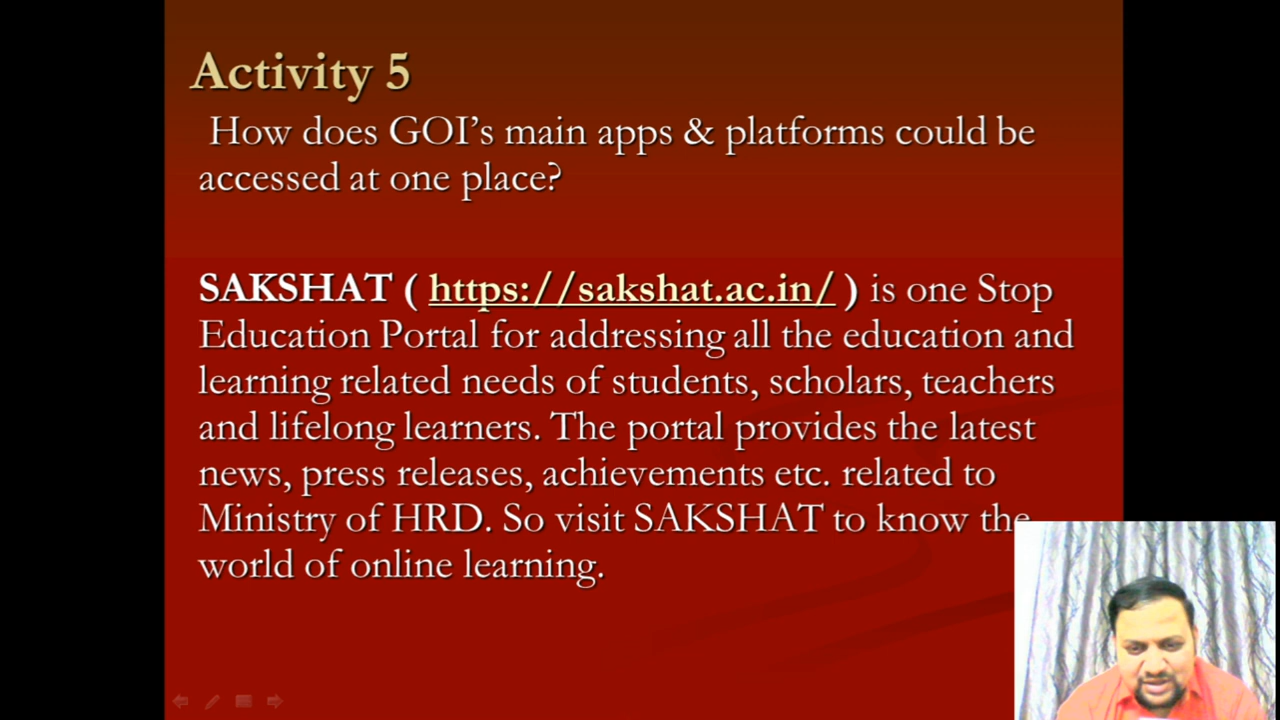 Activity 5
How does GOI's main apps & platforms could be
accessed at one place?
SAKSHAT ( https://sakshat.ac.in/ ) is one Stop
Education Portal for addressing all the education and
learning related needs of students, scholars, teachers
and lifelong learners. The portal provides the latest
news, press releases, achievements etc. related to
Ministry of HRD. So visit SAKSHAT to know the
world of online learning.